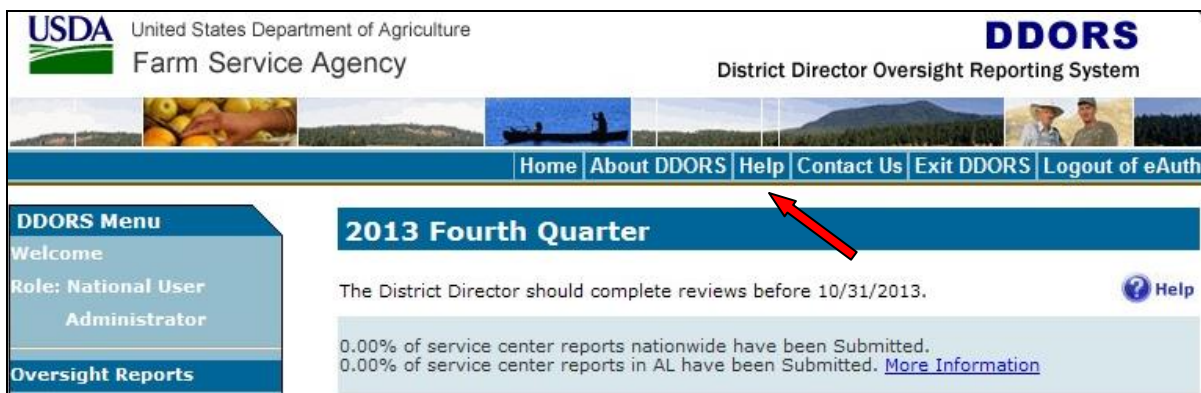 USDA
United States Department of Agriculture
Farm Service Agency
DDORS
District Director Oversight Reporting System
Home | About DDORS | Help | Contact Us | Exit DDORS | Logout of eAuth
DDORS Menu
Welcome
Role: National User
Administrator
Oversight Reports
2013 Fourth Quarter
The District Director should complete reviews before 10/31/2013.
Help
0.00% of service center reports nationwide have been Submitted.
0.00% of service center reports in AL have been Submitted. More Information